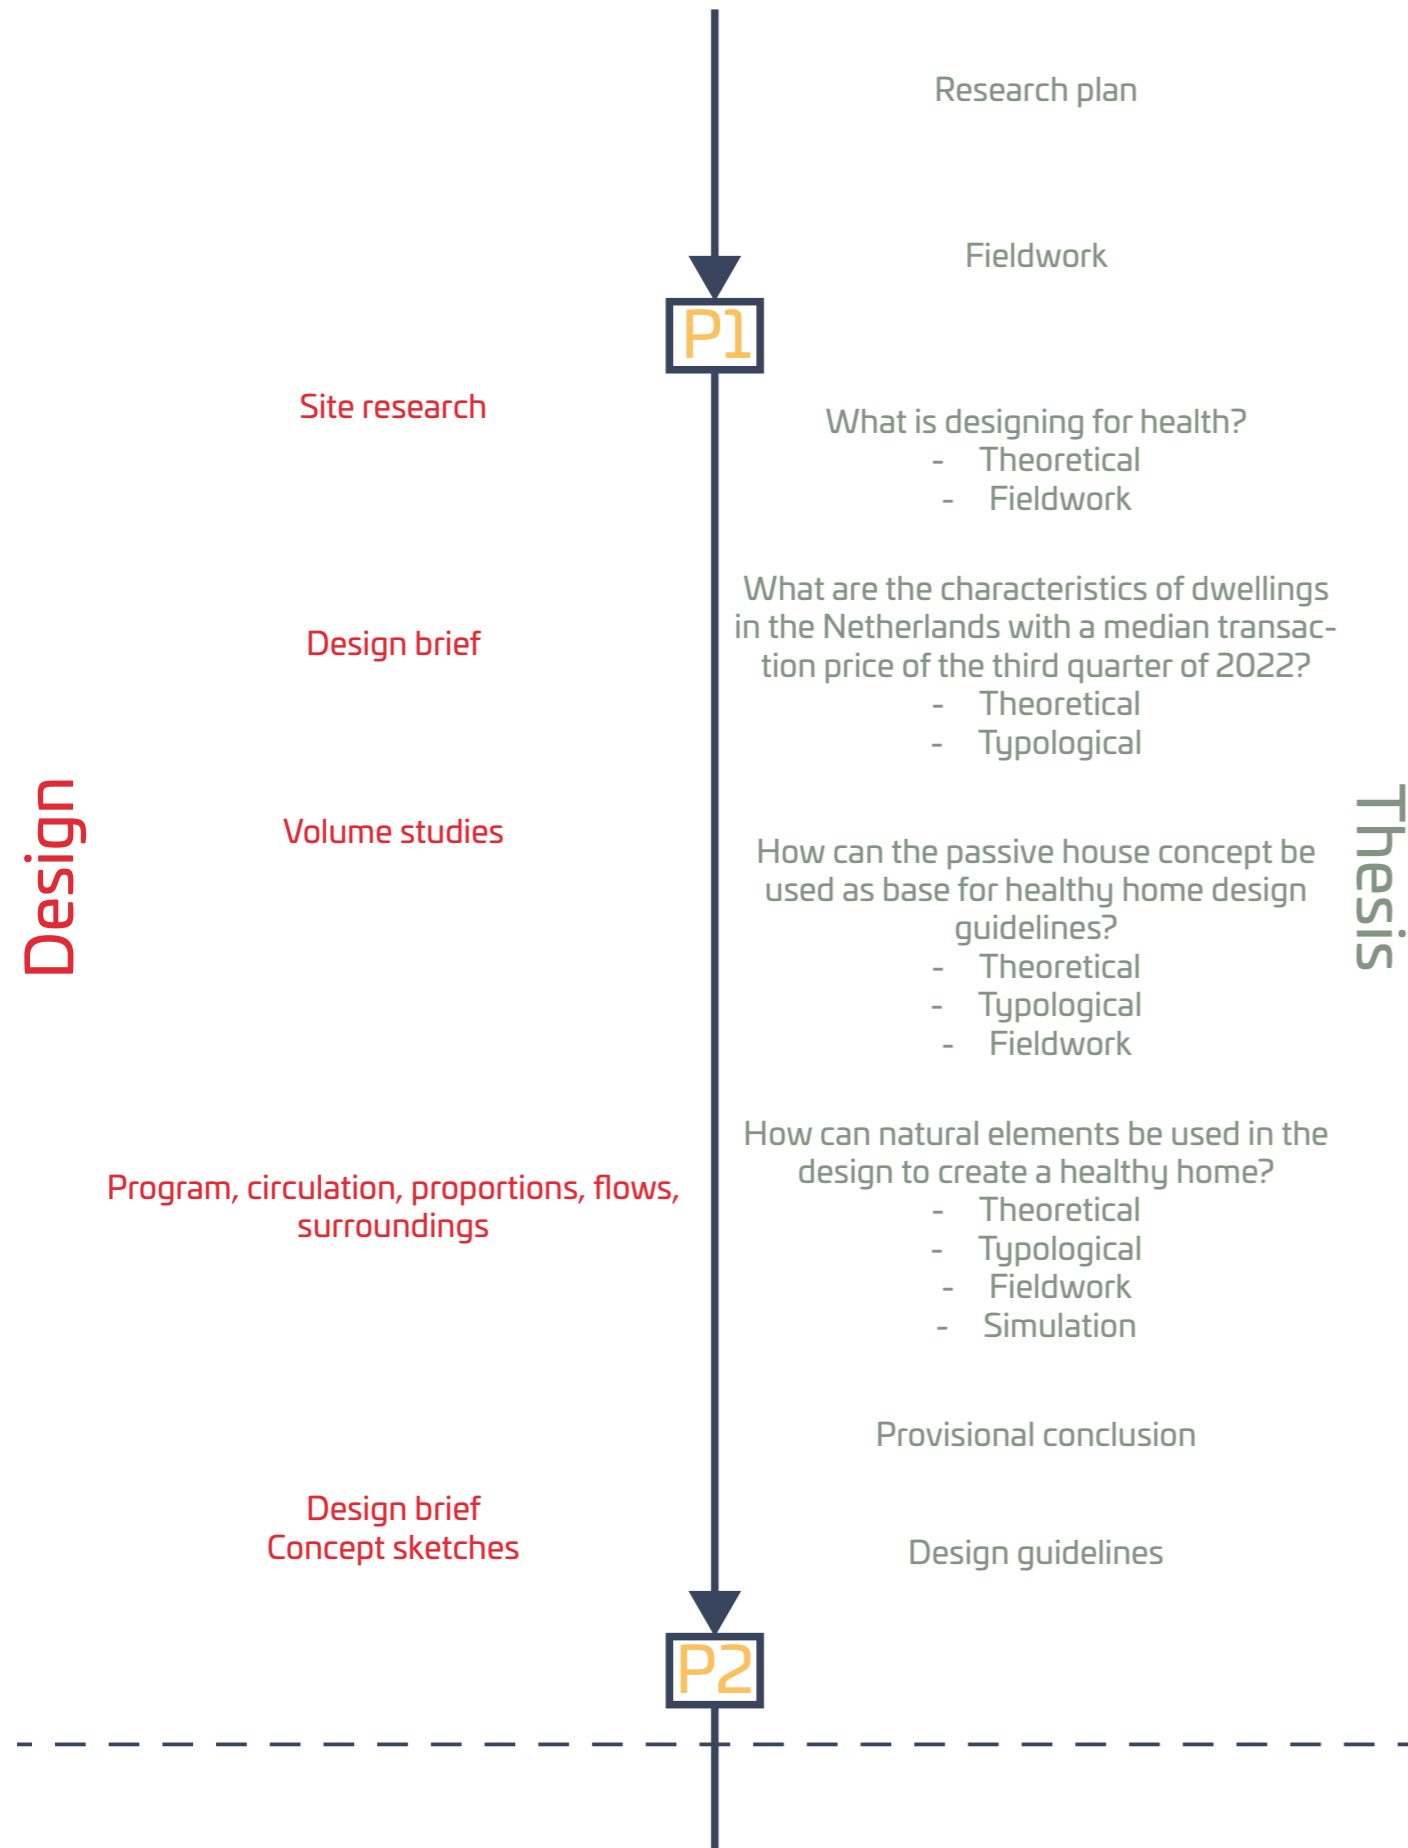 Research plan
Fieldwork
P1
Site research
What is designing for health?
- Theoretical
- Fieldwork
Design brief
What are the characteristics of dwellings
in the Netherlands with a median transac-
tion price of the third quarter of 2022?
- Theoretical
- Typological
Design
Thesis
Volume studies
How can the passive house concept be
used as base for healthy home design
guidelines?
- Theoretical
- Typological
- Fieldwork
Program, circulation, proportions, flows,
surroundings
How can natural elements be used in the
design to create a healthy home?
- Theoretical
- Typological
- Fieldwork
- Simulation
Provisional conclusion
Design brief
Concept sketches
Design guidelines
P2